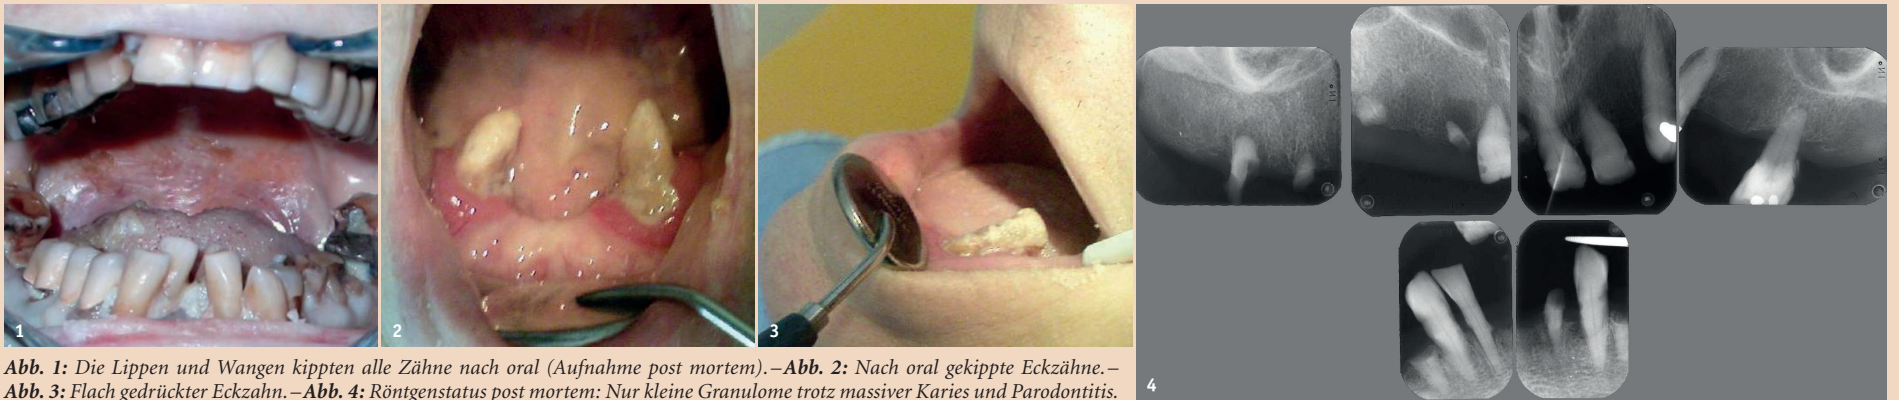 1
2
3
4
Abb. 1: Die Lippen und Wangen kippten alle Zähne nach oral (Aufnahme post mortem).–Abb. 2: Nach oral gekippte Eckzähne.–
Abb. 3: Flach gedrückter Eckzahn.–Abb. 4: Röntgenstatus post mortem: Nur kleine Granulome trotz massiver Karies und Parodontitis.